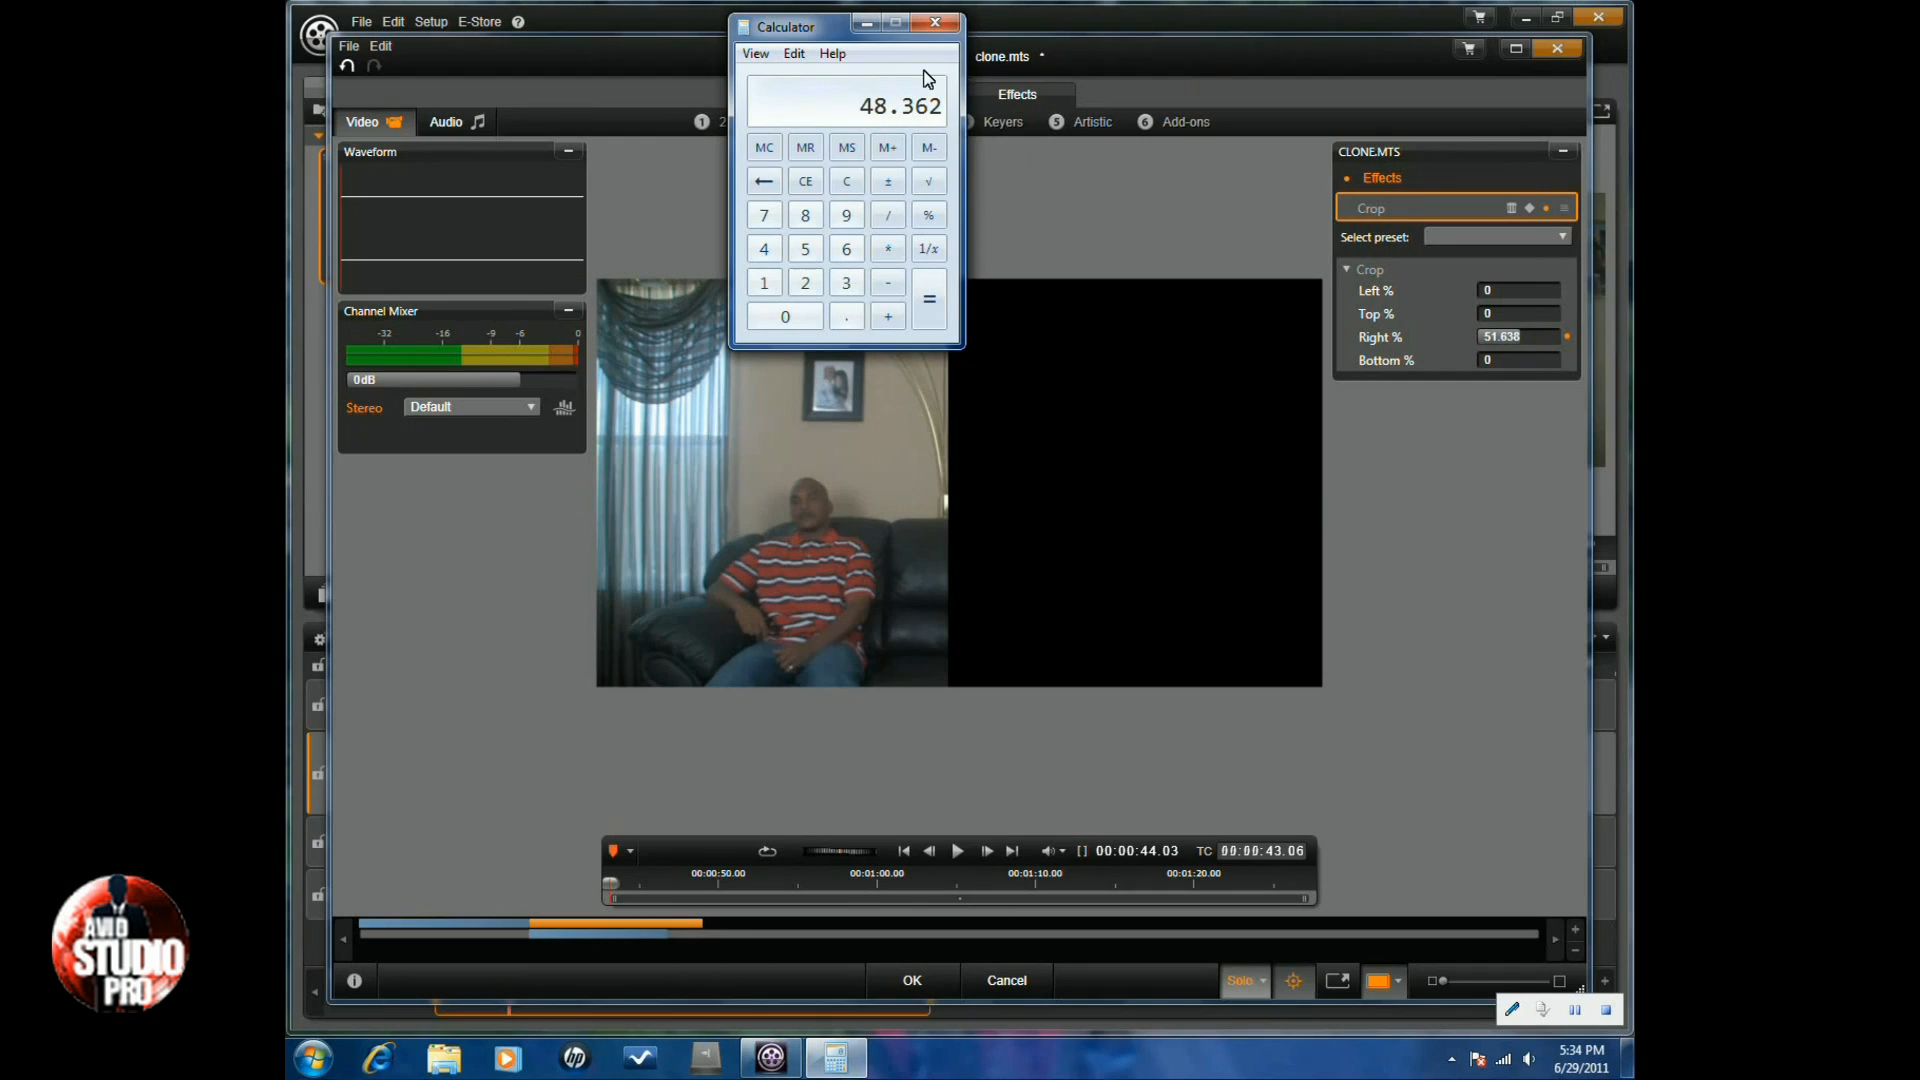 File Edit Setup E-Store ?
Calculator
File Edit
View Edit Help
clone.mts
48.362
Effects
Video Audio
1 2
Keyers 5 Artistic 6 Add-ons
MC MR MS M+ M-
← CE C ± √
7 8 9 / %
4 5 6 * 1/x
1 2 3 - =
0 . +
Waveform
Channel Mixer
-32 -16 -9 -6 0
0dB
Stereo Default
CLONE.MTS
Effects
Crop
Select preset:
Crop
Left % 0
Top % 0
Right % 51.638
Bottom % 0
[ ] 00:00:44.03 TC 00:00:43.06
00:00:50.00 00:01:00.00 00:01:10.00 00:01:20.00
OK Cancel Solo
AVID
STUDIO
PRO
hp
5:34 PM
6/29/2011